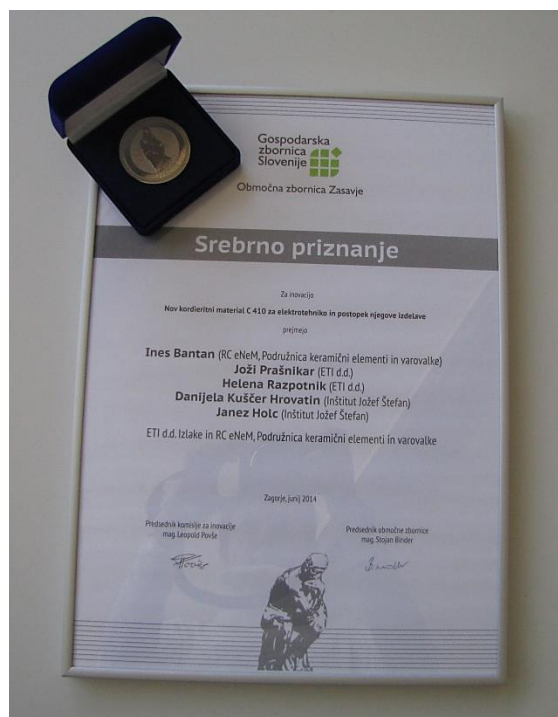 Gospodarska
zbornica
Slovenije
Območna zbornica Zasavje
Srebrno priznanje
Za inovacijo
Nov kordieritni material C 410 za elektrotehniko in postopek njegove izdelave
prejmejo
Ines Bantan (RC eNeM, Podružnica keramični elementi in varovalke)
Joži Prašnikar (ETI d.d.)
Helena Razpotnik (ETI d.d.)
Danijela Kuščer Hrovatin (Inštitut Jožef Štefan)
Janez Holc (Inštitut Jožef Štefan)
ETI d.d. Izlake in RC eNeM, Podružnica keramični elementi in varovalke
Zagorje, junij 2014
Predsednik komisije za inovacije
mag. Leopold Povše
Predsednik območne zbornice
mag. Stojan Binder